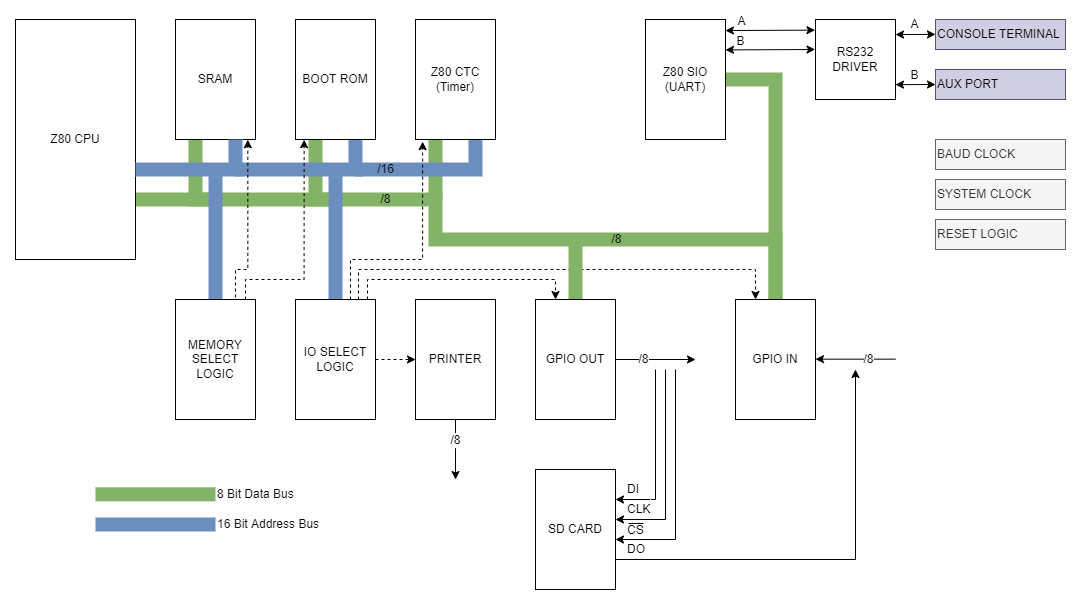 Z80 CPU
SRAM
BOOT ROM
Z80 CTC
(Timer)
Z80 SIO
(UART)
A
B
RS232
DRIVER
A
B
CONSOLE TERMINAL
AUX PORT
BAUD CLOCK
SYSTEM CLOCK
RESET LOGIC
/16
/8
/8
MEMORY
SELECT
LOGIC
IO SELECT
LOGIC
PRINTER
/8
GPIO OUT
/8
GPIO IN
/8
8 Bit Data Bus
16 Bit Address Bus
SD CARD
DI
CLK
CS
DO